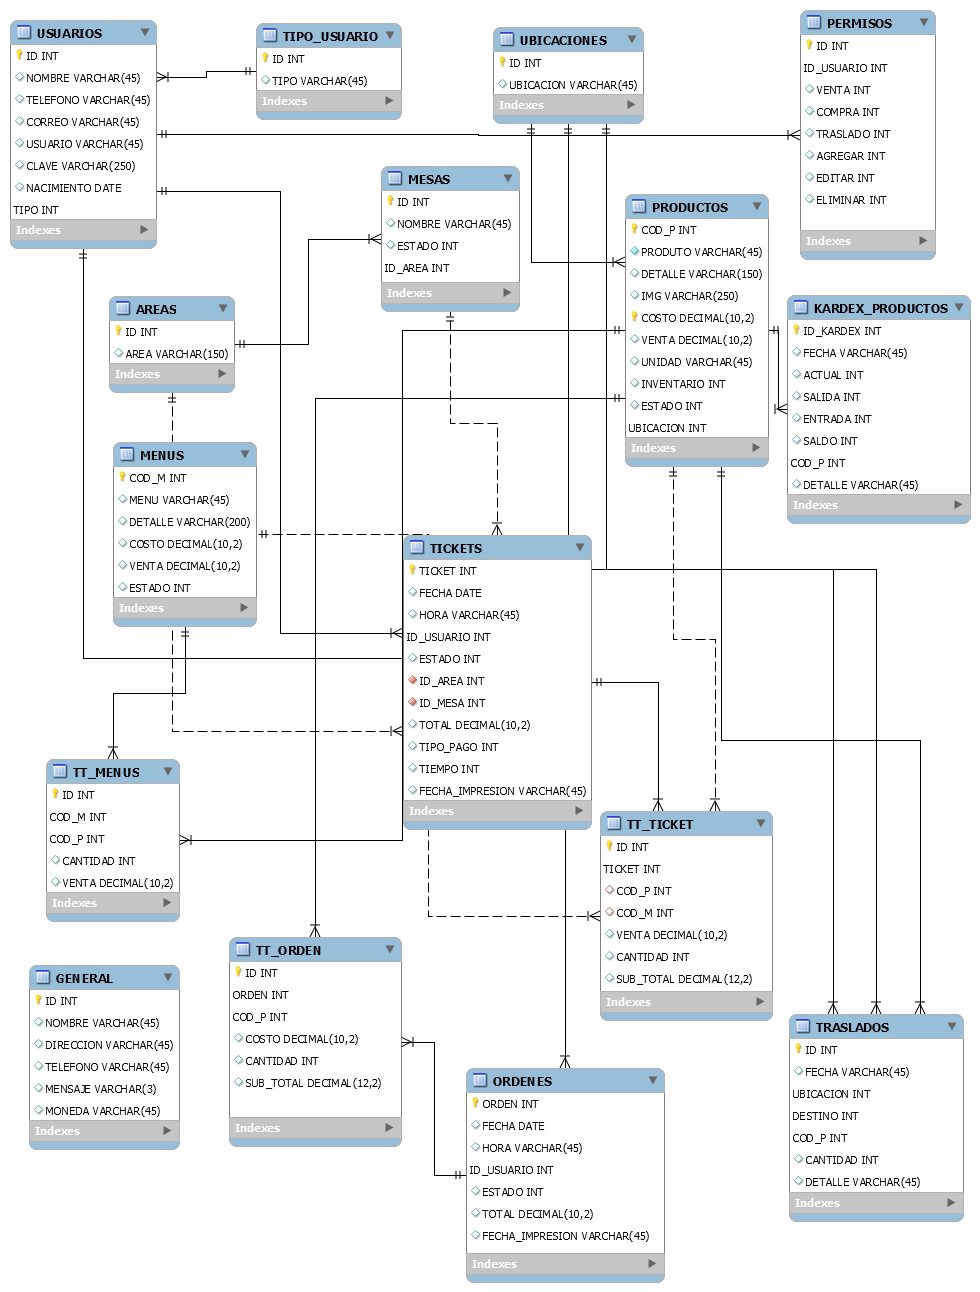 USUARIOS
ID INT
NOMBRE VARCHAR(45)
TELEFONO VARCHAR(45)
CORREO VARCHAR(45)
USUARIO VARCHAR(45)
CLAVE VARCHAR(250)
NACIMIENTO DATE
TIPO INT
Indexes
TIPO_USUARIO
ID INT
TIPO VARCHAR(45)
Indexes
UBICACIONES
ID INT
UBICACION VARCHAR(45)
Indexes
PERMISOS
ID INT
ID_USUARIO INT
VENTA INT
COMPRA INT
TRASLADO INT
AGREGAR INT
EDITAR INT
ELIMINAR INT
Indexes
MESAS
ID INT
NOMBRE VARCHAR(45)
ESTADO INT
ID_AREA INT
Indexes
PRODUCTOS
COD_P INT
PRODUTO VARCHAR(45)
DETALLE VARCHAR(150)
IMG VARCHAR(250)
COSTO DECIMAL(10,2)
VENTA DECIMAL(10,2)
UNIDAD VARCHAR(45)
INVENTARIO INT
ESTADO INT
UBICACION INT
Indexes
AREAS
ID INT
AREA VARCHAR(150)
Indexes
KARDEX_PRODUCTOS
ID_KARDEX INT
FECHA VARCHAR(45)
ACTUAL INT
SALIDA INT
ENTRADA INT
SALDO INT
COD_P INT
DETALLE VARCHAR(45)
Indexes
MENUS
COD_M INT
MENU VARCHAR(45)
DETALLE VARCHAR(200)
COSTO DECIMAL(10,2)
VENTA DECIMAL(10,2)
ESTADO INT
Indexes
TICKETS
TICKET INT
FECHA DATE
HORA VARCHAR(45)
ID_USUARIO INT
ESTADO INT
ID_AREA INT
ID_MESA INT
TOTAL DECIMAL(10,2)
TIPO_PAGO INT
TIEMPO INT
FECHA_IMPRESION VARCHAR(45)
Indexes
TT_MENUS
ID INT
COD_M INT
COD_P INT
CANTIDAD INT
VENTA DECIMAL(10,2)
Indexes
TT_TICKET
ID INT
TICKET INT
COD_P INT
COD_M INT
VENTA DECIMAL(10,2)
CANTIDAD INT
SUB_TOTAL DECIMAL(12,2)
Indexes
TT_ORDEN
ID INT
ORDEN INT
COD_P INT
COSTO DECIMAL(10,2)
CANTIDAD INT
SUB_TOTAL DECIMAL(12,2)
Indexes
GENERAL
ID INT
NOMBRE VARCHAR(45)
DIRECCION VARCHAR(45)
TELEFONO VARCHAR(45)
MENSAJE VARCHAR(3)
MONEDA VARCHAR(45)
Indexes
TRASLADOS
ID INT
FECHA VARCHAR(45)
UBICACION INT
DESTINO INT
COD_P INT
CANTIDAD INT
DETALLE VARCHAR(45)
Indexes
ORDENES
ORDEN INT
FECHA DATE
HORA VARCHAR(45)
ID_USUARIO INT
ESTADO INT
TOTAL DECIMAL(10,2)
FECHA_IMPRESION VARCHAR(45)
Indexes